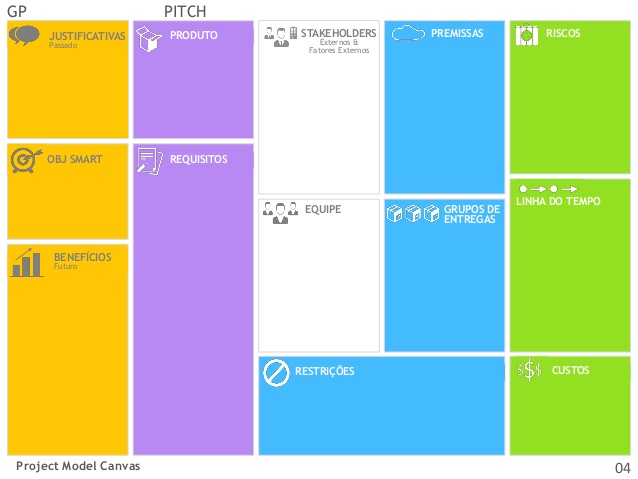 GP
PITCH
JUSTIFICATIVAS
Passado
PRODUTO
STAKEHOLDERS
Externos &
Fatores Externos
PREMISSAS
RISCOS
OBJ SMART
REQUISITOS
EQUIPE
GRUPOS DE
ENTREGAS
LINHA DO TEMPO
BENEFÍCIOS
Futuro
RESTRIÇÕES
$$$ CUSTOS
Project Model Canvas
04